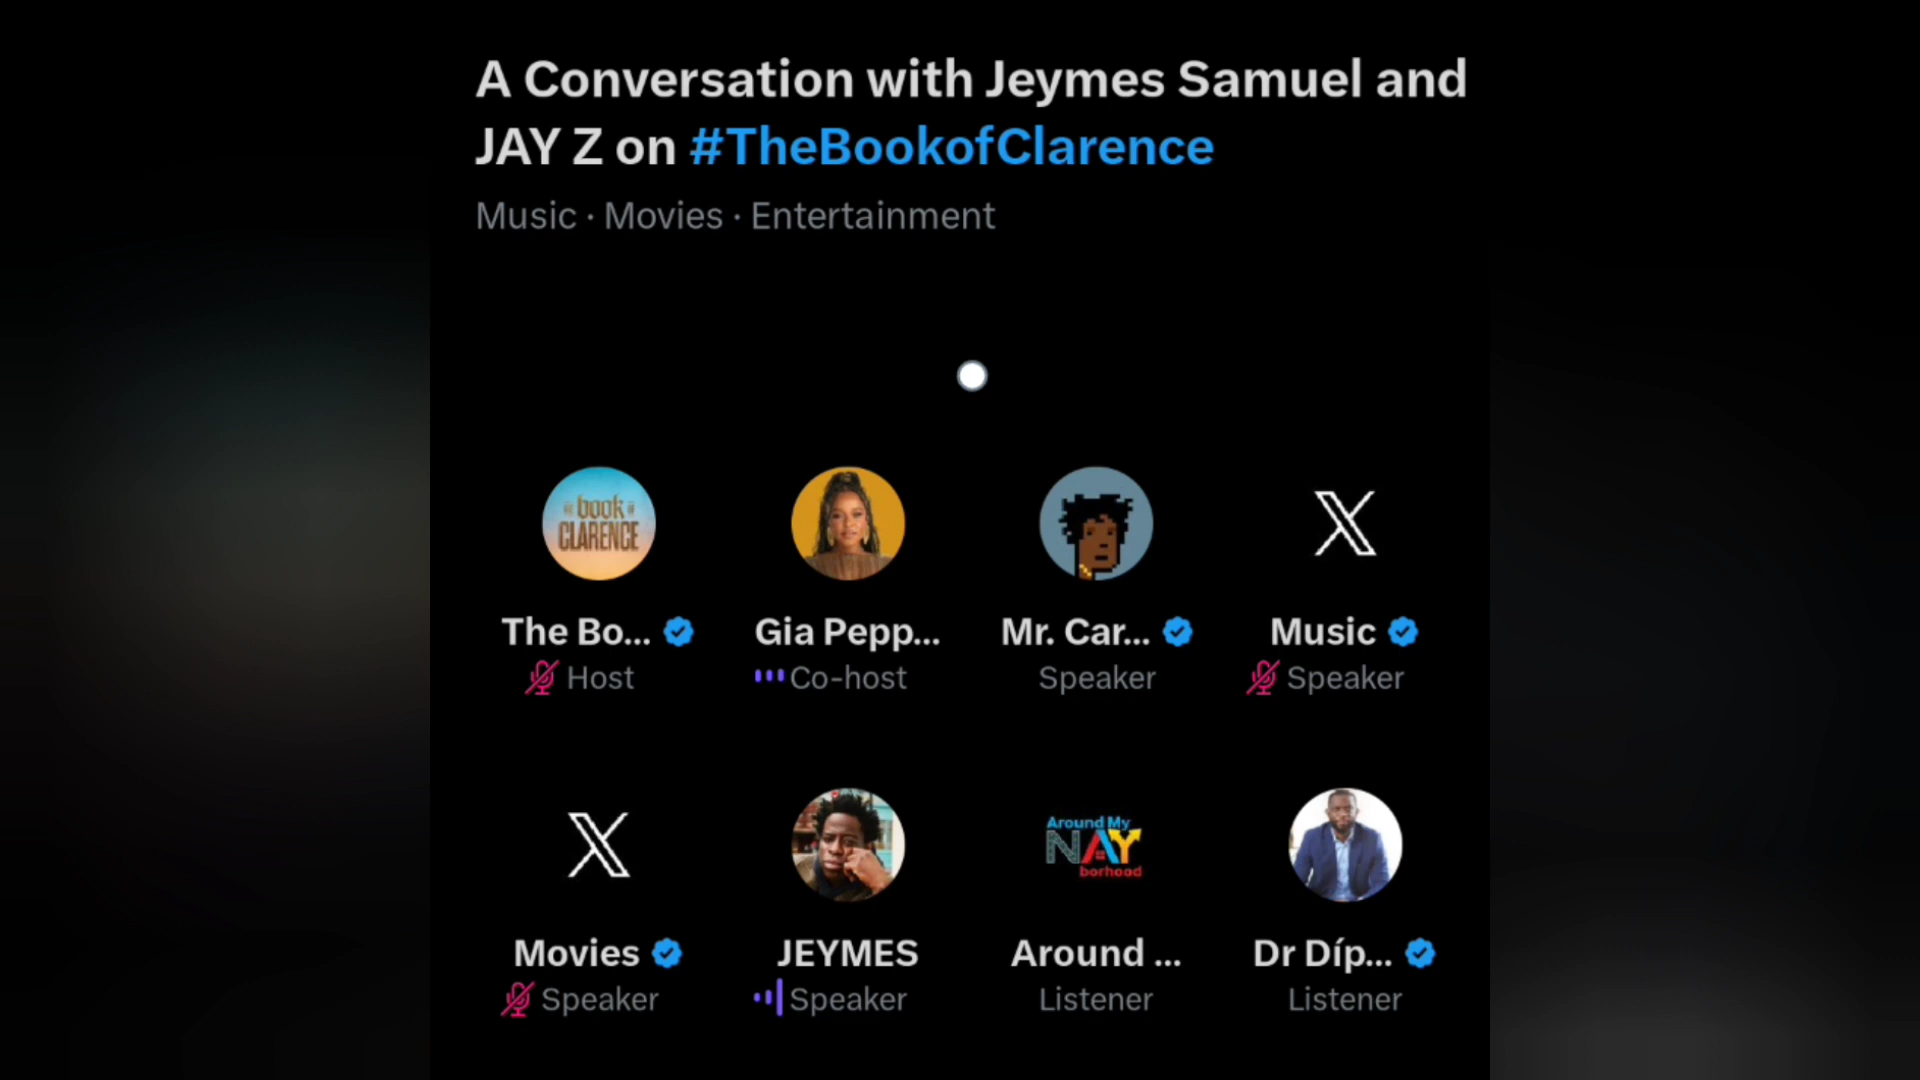 A Conversation with Jeymes Samuel and
JAY Z on #TheBookofClarence
Music · Movies · Entertainment
book
CLARENCE
The Bo...
Gia Pepp...
Mr. Car...
Music
Host
Co-host
Speaker
Speaker
Around My
NAY
borhood
Movies
JEYMES
Around ...
Dr Díp...
Speaker
Speaker
Listener
Listener